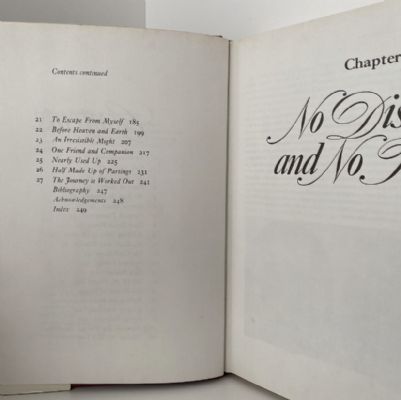 Contents continued
21 To Escape From Myself 185
22 Before Heaven and Earth 199
23 An Irresistible Might 207
24 One Friend and Companion 217
25 Nearly Used Up 225
26 Half Made Up of Partings 231
27 The Journey is Worked Out 241
Bibliography 247
Acknowledgements 248
Index 249
Chapter
No Dis
and No